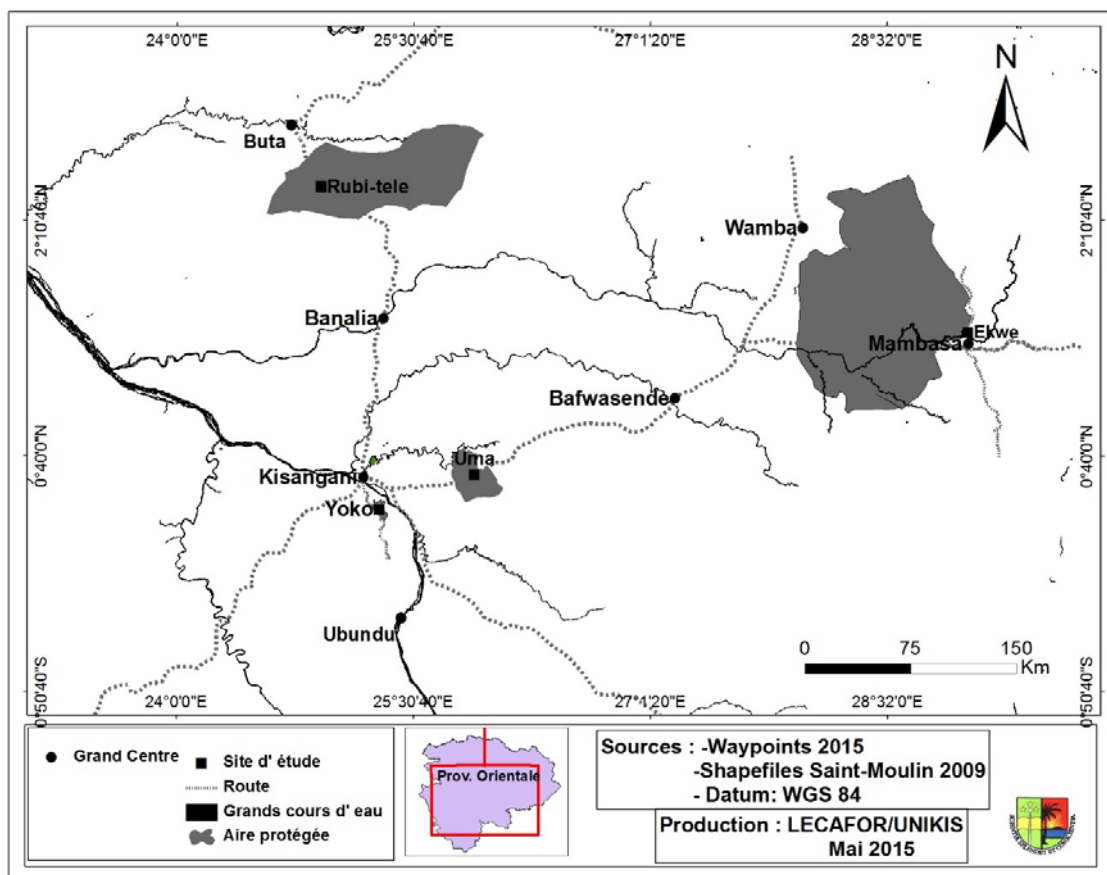 24°0'0"E 25°30'40"E 27°1'20"E 28°32'0"E
N
Buta
Rubi-tele
2°10'40"N 2°10'40"N
Wamba
Banalia
Ekwe
Mambasa
Bafwasende
0°40'0"N 0°40'0"N
Uma
Kisangani
Yoko
Ubundu
0 75 150
Km
0°50'40"S 0°50'40"S
24°0'0"E 25°30'40"E 27°1'20"E 28°32'0"E
Grand Centre
Site d' étude
Route
Grands cours d' eau
Aire protégée
Prov. Orientale
Sources : -Waypoints 2015
-Shapefiles Saint-Moulin 2009
- Datum: WGS 84
Production : LECAFOR/UNIKIS
Mai 2015